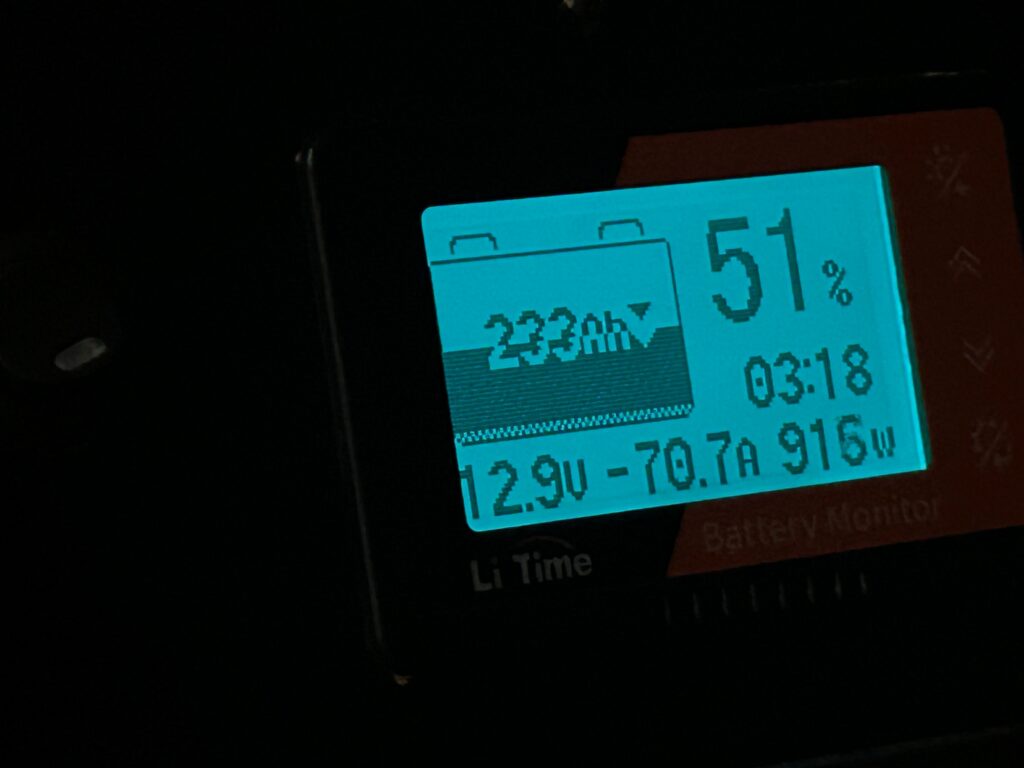 51%
233Ah
03:18
12.9V -70.7A 916W
Li Time
Battery Monitor